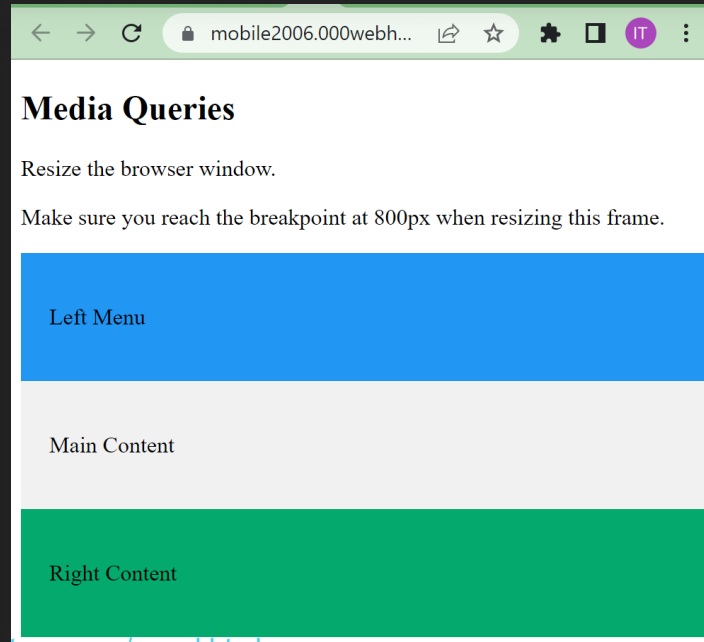 mobile2006.000webh...
IT
Media Queries
Resize the browser window.
Make sure you reach the breakpoint at 800px when resizing this frame.
Left Menu
Main Content
Right Content